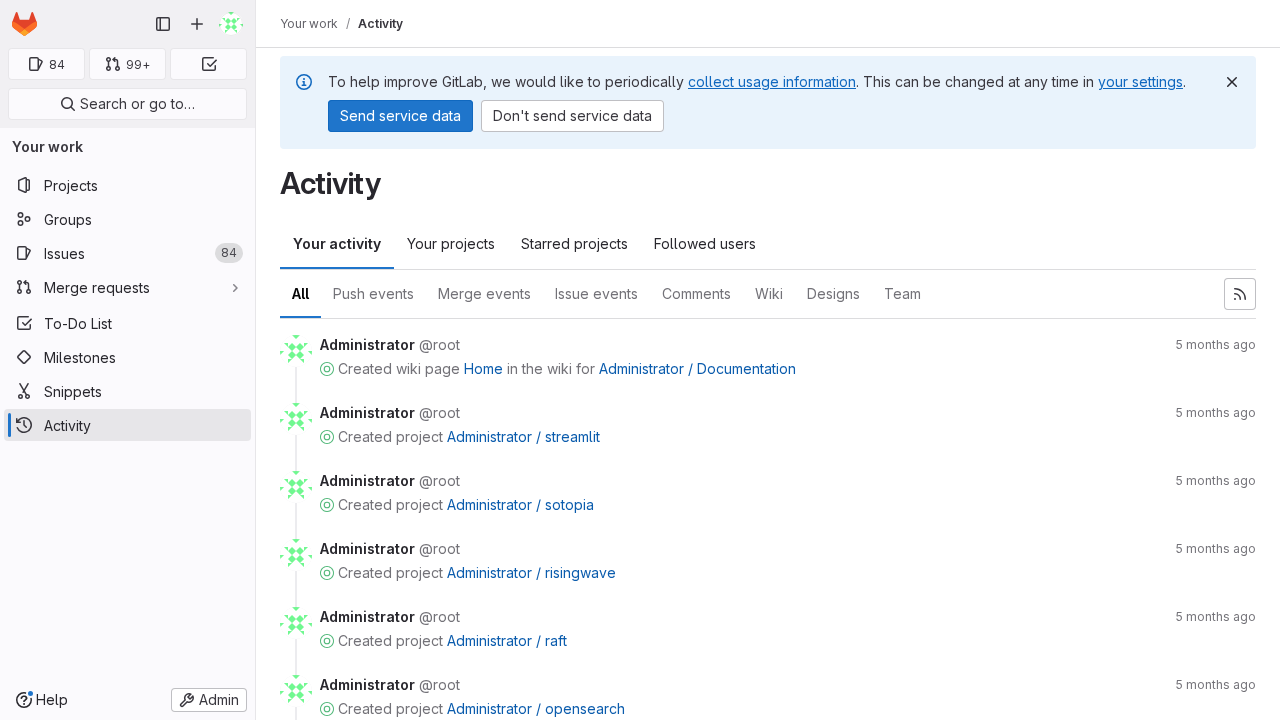 Your work / Activity
84 99+
Search or go to…
Your work
Projects
Groups
Issues 84
Merge requests
To-Do List
Milestones
Snippets
Activity
Help
Admin
To help improve GitLab, we would like to periodically collect usage information. This can be changed at any time in your settings.
Send service data Don't send service data
Activity
Your activity Your projects Starred projects Followed users
All Push events Merge events Issue events Comments Wiki Designs Team
Administrator @root 5 months ago
Created wiki page Home in the wiki for Administrator / Documentation
Administrator @root 5 months ago
Created project Administrator / streamlit
Administrator @root 5 months ago
Created project Administrator / sotopia
Administrator @root 5 months ago
Created project Administrator / risingwave
Administrator @root 5 months ago
Created project Administrator / raft
Administrator @root 5 months ago
Created project Administrator / opensearch